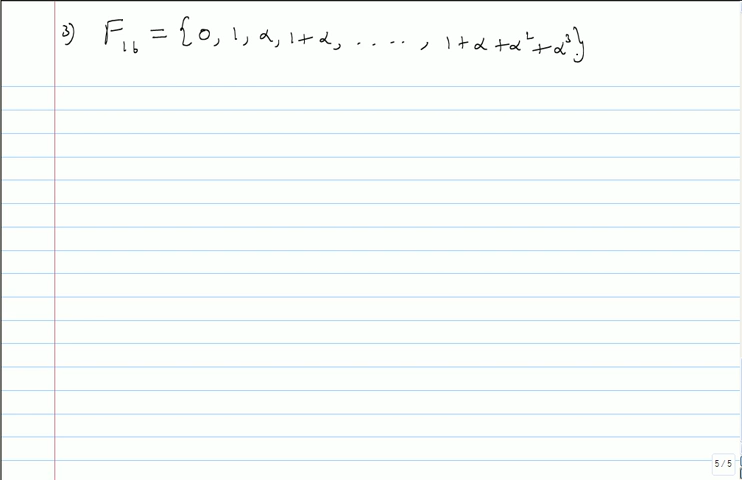 3) F₁₆ = {0, 1, α, 1+α, ...., 1+α+α²+α³}
5/5